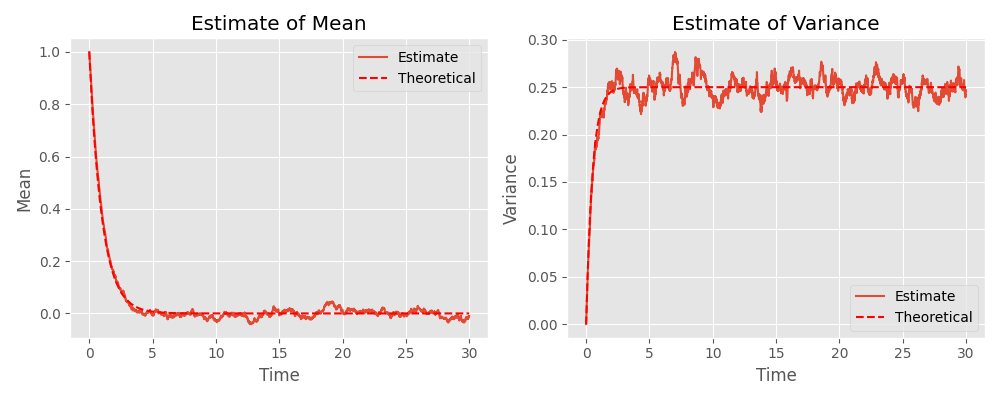 Estimate of Mean
Mean
1.0
0.8
0.6
0.4
0.2
0.0
0
5
10
15
20
25
30
Time
Estimate
Theoretical
Estimate of Variance
Variance
0.30
0.25
0.20
0.15
0.10
0.05
0.00
0
5
10
15
20
25
30
Time
Estimate
Theoretical